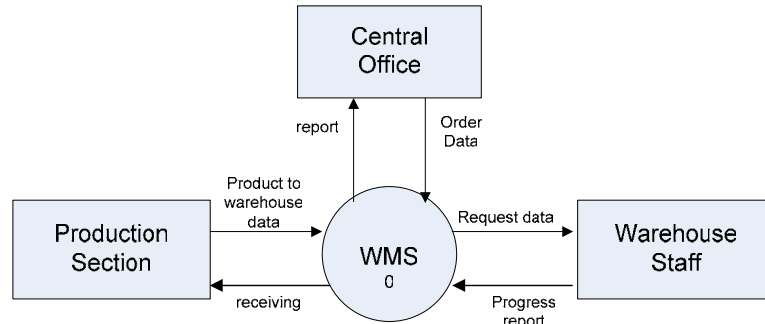 Central
Office
report
Order
Data
Product to
warehouse
data
Production
Section
WMS
0
Request data
Warehouse
Staff
receiving
Progress
report